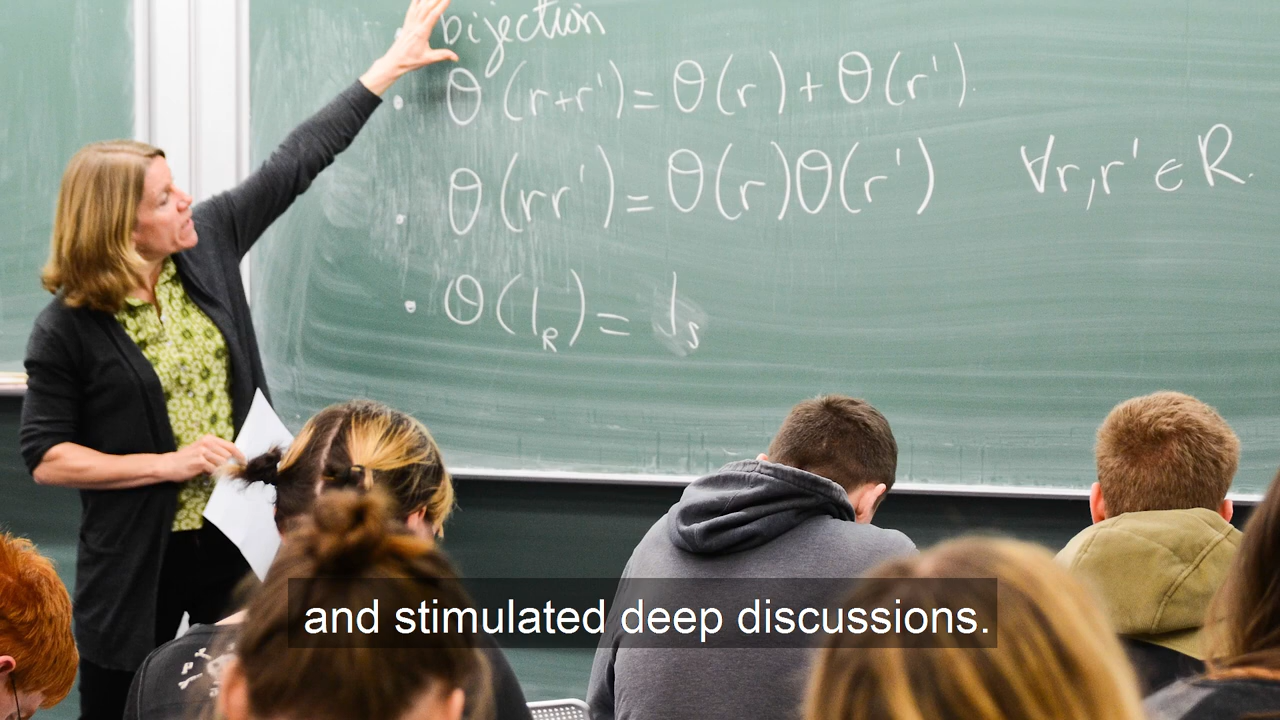 bijection
• θ(r+r') = θ(r) + θ(r').
• θ(rr') = θ(r)θ(r') ∀r,r' ∈ R.
• θ(1_R) = 1_S
and stimulated deep discussions.